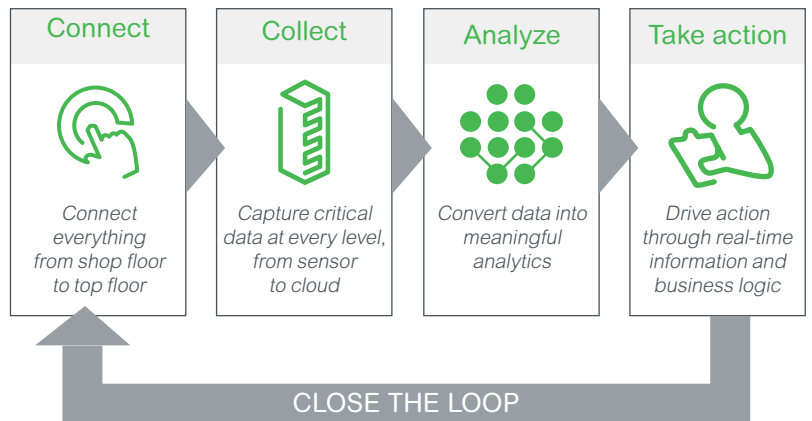 Connect
Connect
everything
from shop floor
to top floor
Collect
Capture critical
data at every level,
from sensor
to cloud
Analyze
Convert data into
meaningful
analytics
Take action
Drive action
through real-time
information and
business logic
CLOSE THE LOOP